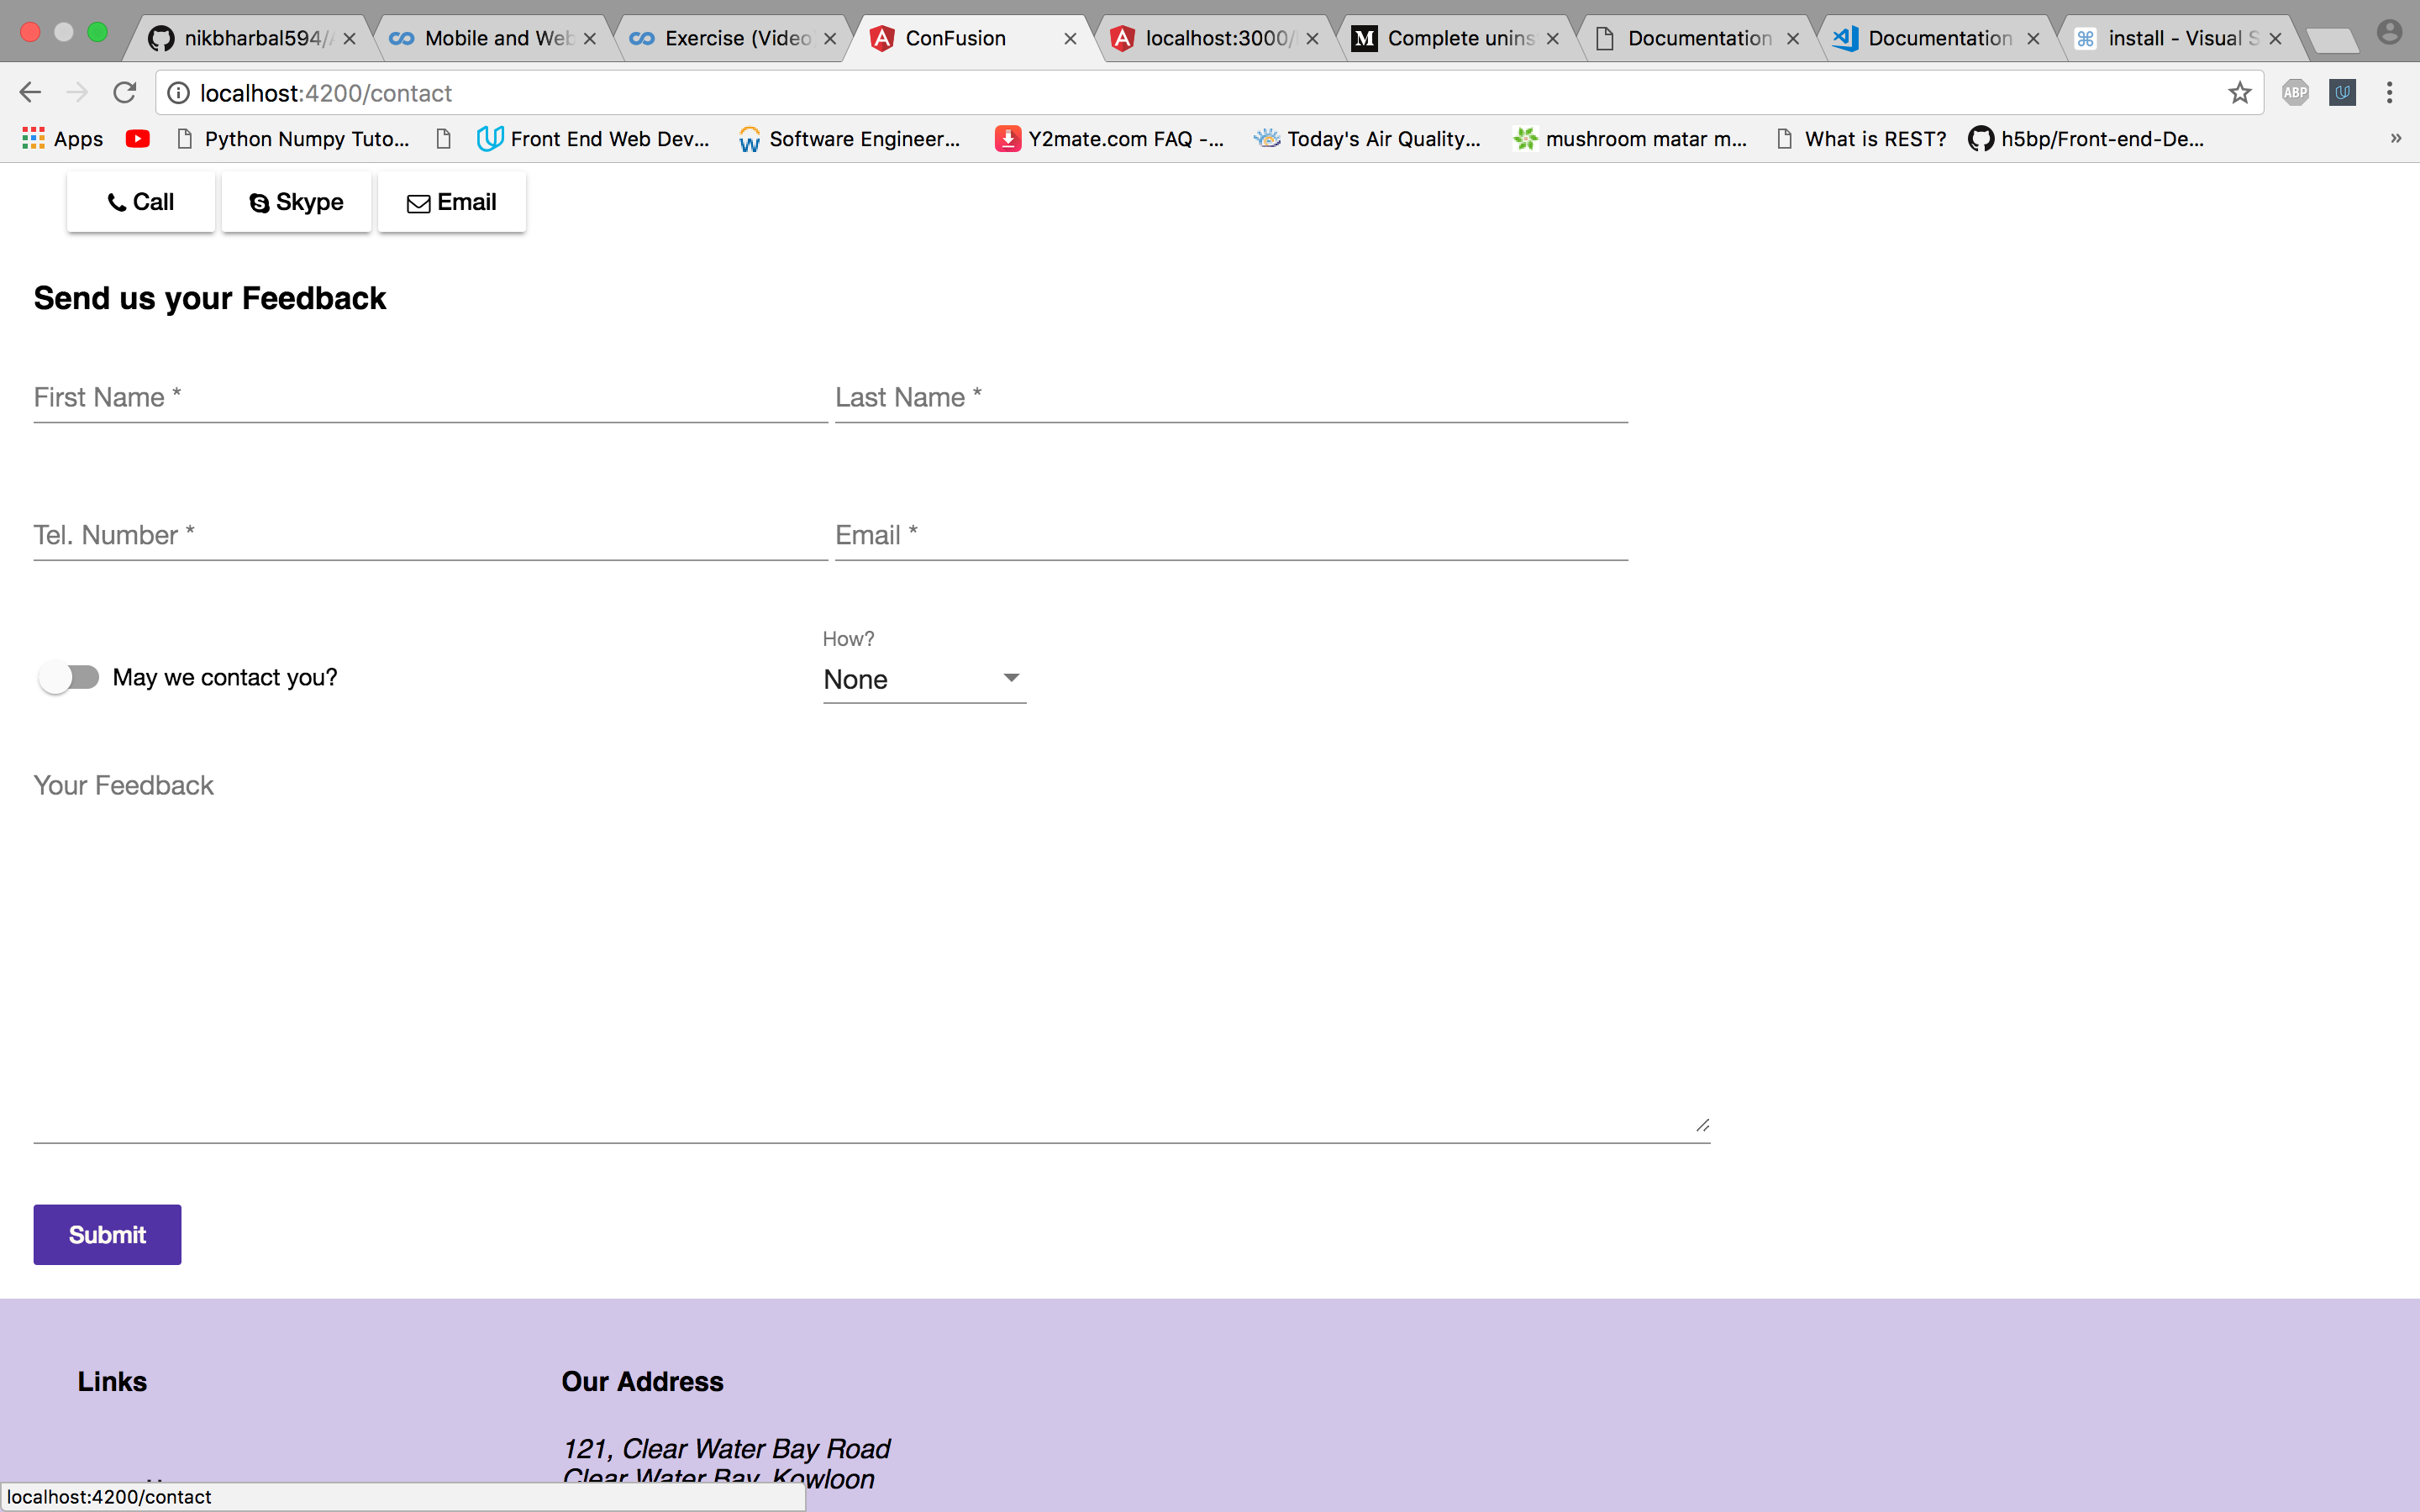 nikbharbal594/
Mobile and Web
Exercise (Video
ConFusion
localhost:3000/
Complete unins
Documentation
Documentation
install - Visual S
localhost:4200/contact
ABP
Apps
Python Numpy Tuto...
Front End Web Dev...
Software Engineer...
Y2mate.com FAQ -...
Today's Air Quality...
mushroom matar m...
What is REST?
h5bp/Front-end-De...
»
Call
Skype
Email
Send us your Feedback
First Name *
Last Name *
Tel. Number *
Email *
May we contact you?
How?
None
Your Feedback
Submit
Links
Our Address
121, Clear Water Bay Road
Clear Water Bay, Kowloon
localhost:4200/contact